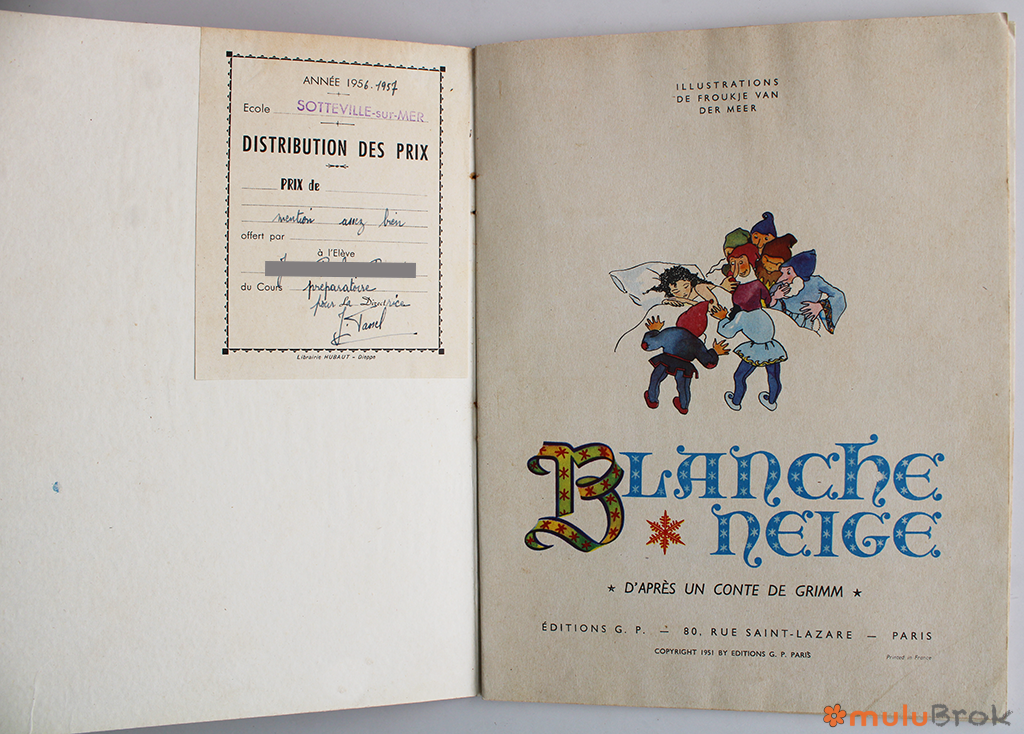 ANNÉE 1956-1957
Ecole SOTTEVILLE-sur-MER
DISTRIBUTION DES PRIX
PRIX de
mention assez bien
offert par
à l'Elève
du Cours préparatoire
pour la Directrice
Librairie HUBAUT - Dieppe
ILLUSTRATIONS
DE FROUKJE VAN
DER MEER
BLANCHE
NEIGE
★ D'APRÈS UN CONTE DE GRIMM ★
ÉDITIONS G. P. — 80, RUE SAINT-LAZARE — PARIS
COPYRIGHT 1951 BY EDITIONS G. P. PARIS
Printed in France
muluBrok